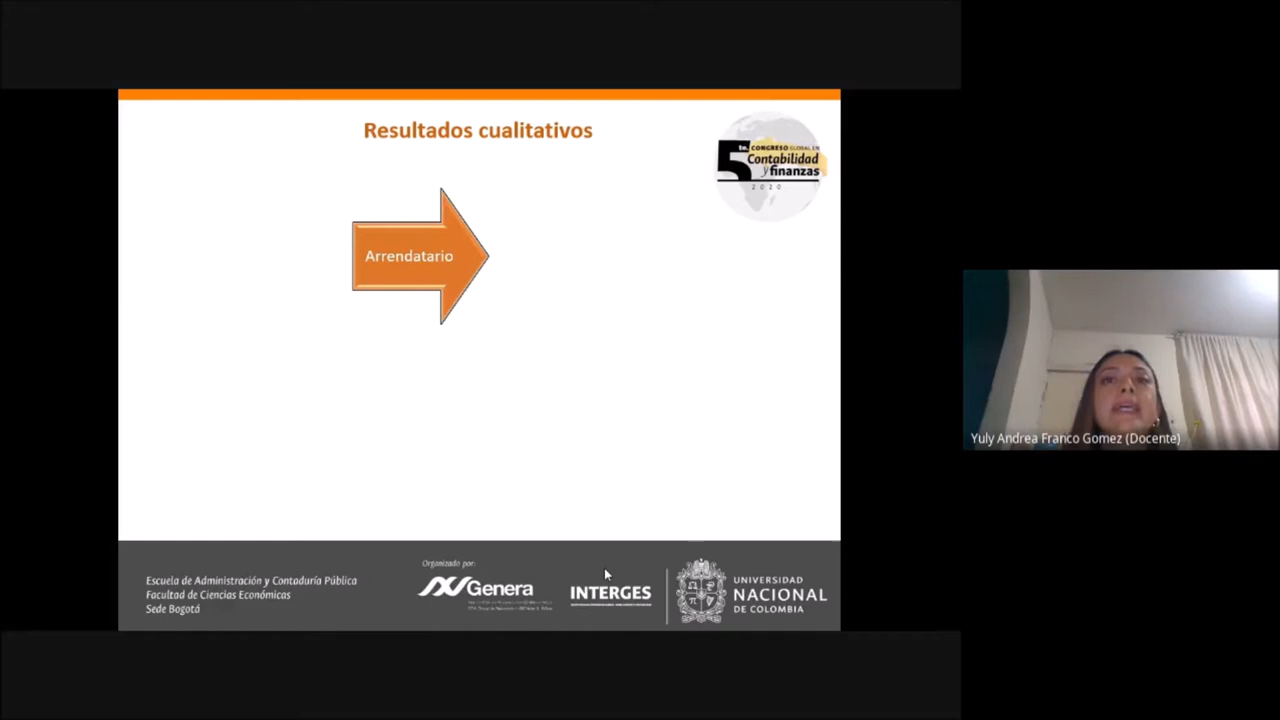 Resultados cualitativos
5to. CONGRESO GLOBAL EN
Contabilidad
y finanzas
2020
Arrendatario
Yuly Andrea Franco Gomez (Docente)
Organizado por:
Escuela de Administración y Contaduría Pública
Facultad de Ciencias Económicas
Sede Bogotá
Genera
INTERGES
UNIVERSIDAD
NACIONAL
DE COLOMBIA